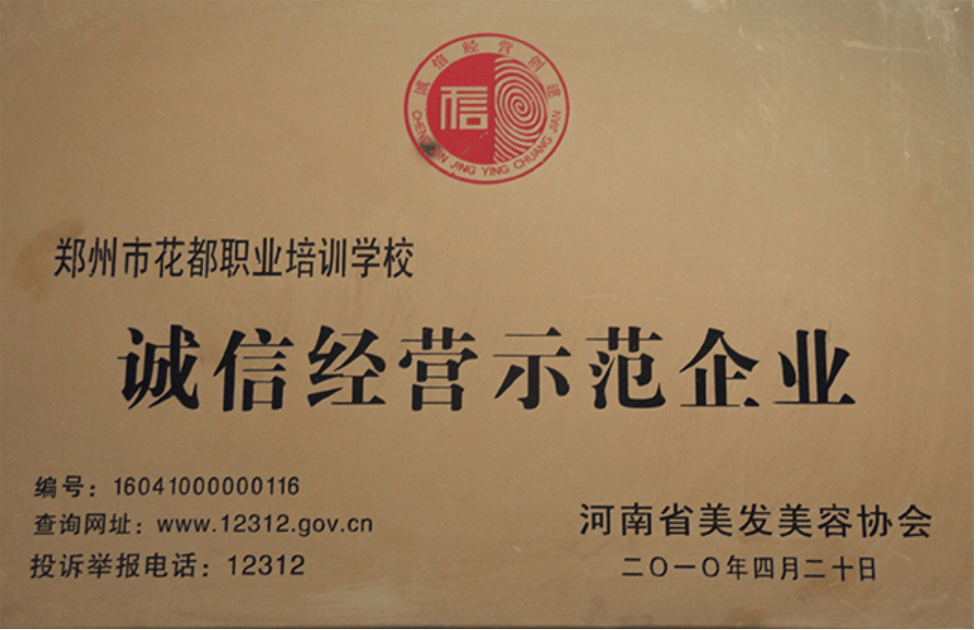 诚信经营创建
信
CHENG XIN JING YING CHUANG JIAN
郑州市花都职业培训学校
诚信经营示范企业
编号：16041000000116
查询网址：www.12312.gov.cn
投诉举报电话：12312
河南省美发美容协会
二〇一〇年四月二十日